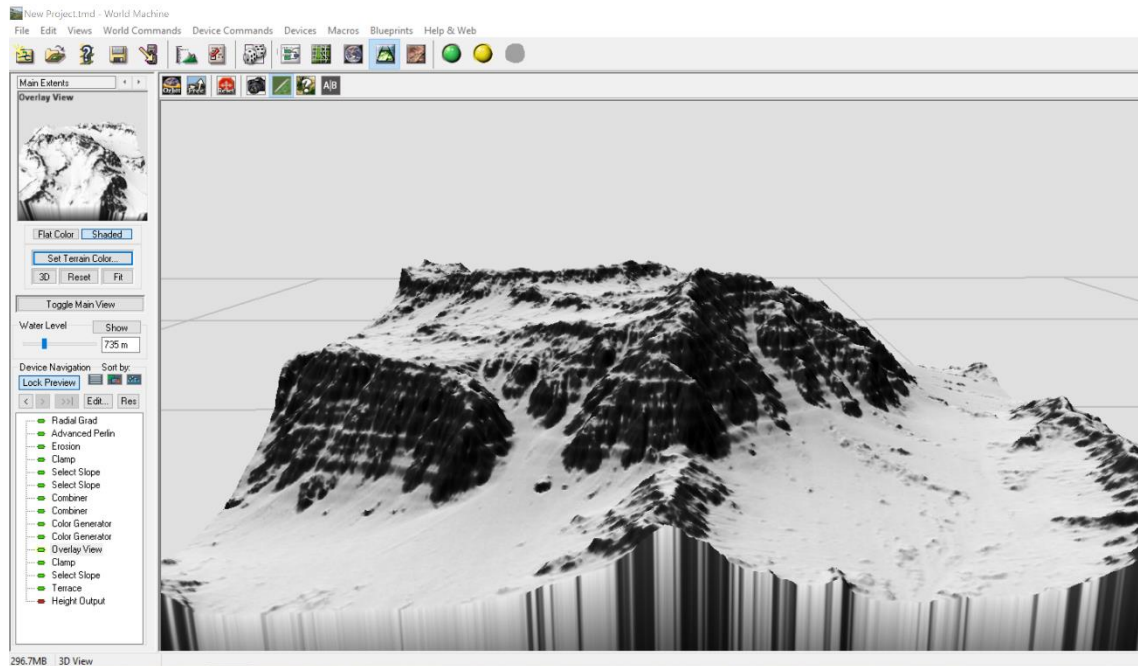 New Project.tmd - World Machine
File Edit Views World Commands Device Commands Devices Macros Blueprints Help & Web
Main Extents
Overlay View
A|B
Flat Color Shaded
Set Terrain Color...
3D Reset Fit
Toggle Main View
Water Level Show
735 m
Device Navigation Sort by:
Lock Preview
< > >>| Edit... Res
Radial Grad
Advanced Perlin
Erosion
Clamp
Select Slope
Select Slope
Combiner
Combiner
Color Generator
Color Generator
Overlay View
Clamp
Select Slope
Terrace
Height Output
296.7MB 3D View